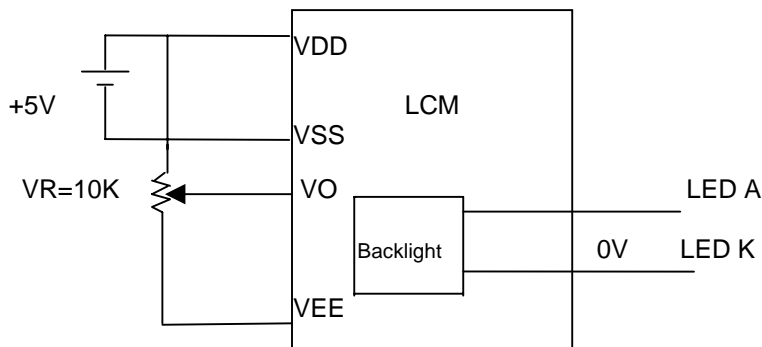 VDD
LCM
+5V
VSS
VR=10K
VO
LED A
Backlight
0V
LED K
VEE